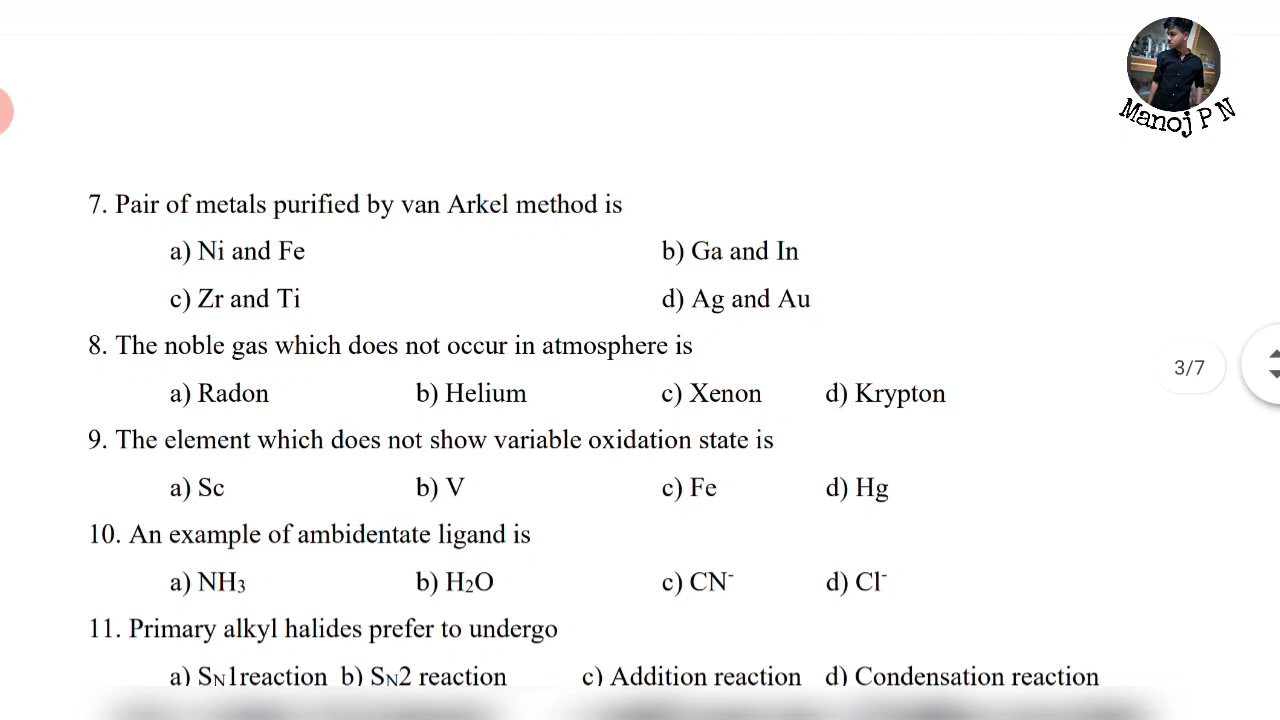 Manoj P N
7. Pair of metals purified by van Arkel method is
a) Ni and Fe b) Ga and In
c) Zr and Ti d) Ag and Au
8. The noble gas which does not occur in atmosphere is
a) Radon b) Helium c) Xenon d) Krypton
3/7
9. The element which does not show variable oxidation state is
a) Sc b) V c) Fe d) Hg
10. An example of ambidentate ligand is
a) NH3 b) H2O c) CN- d) Cl-
11. Primary alkyl halides prefer to undergo
a) SN1reaction b) SN2 reaction c) Addition reaction d) Condensation reaction